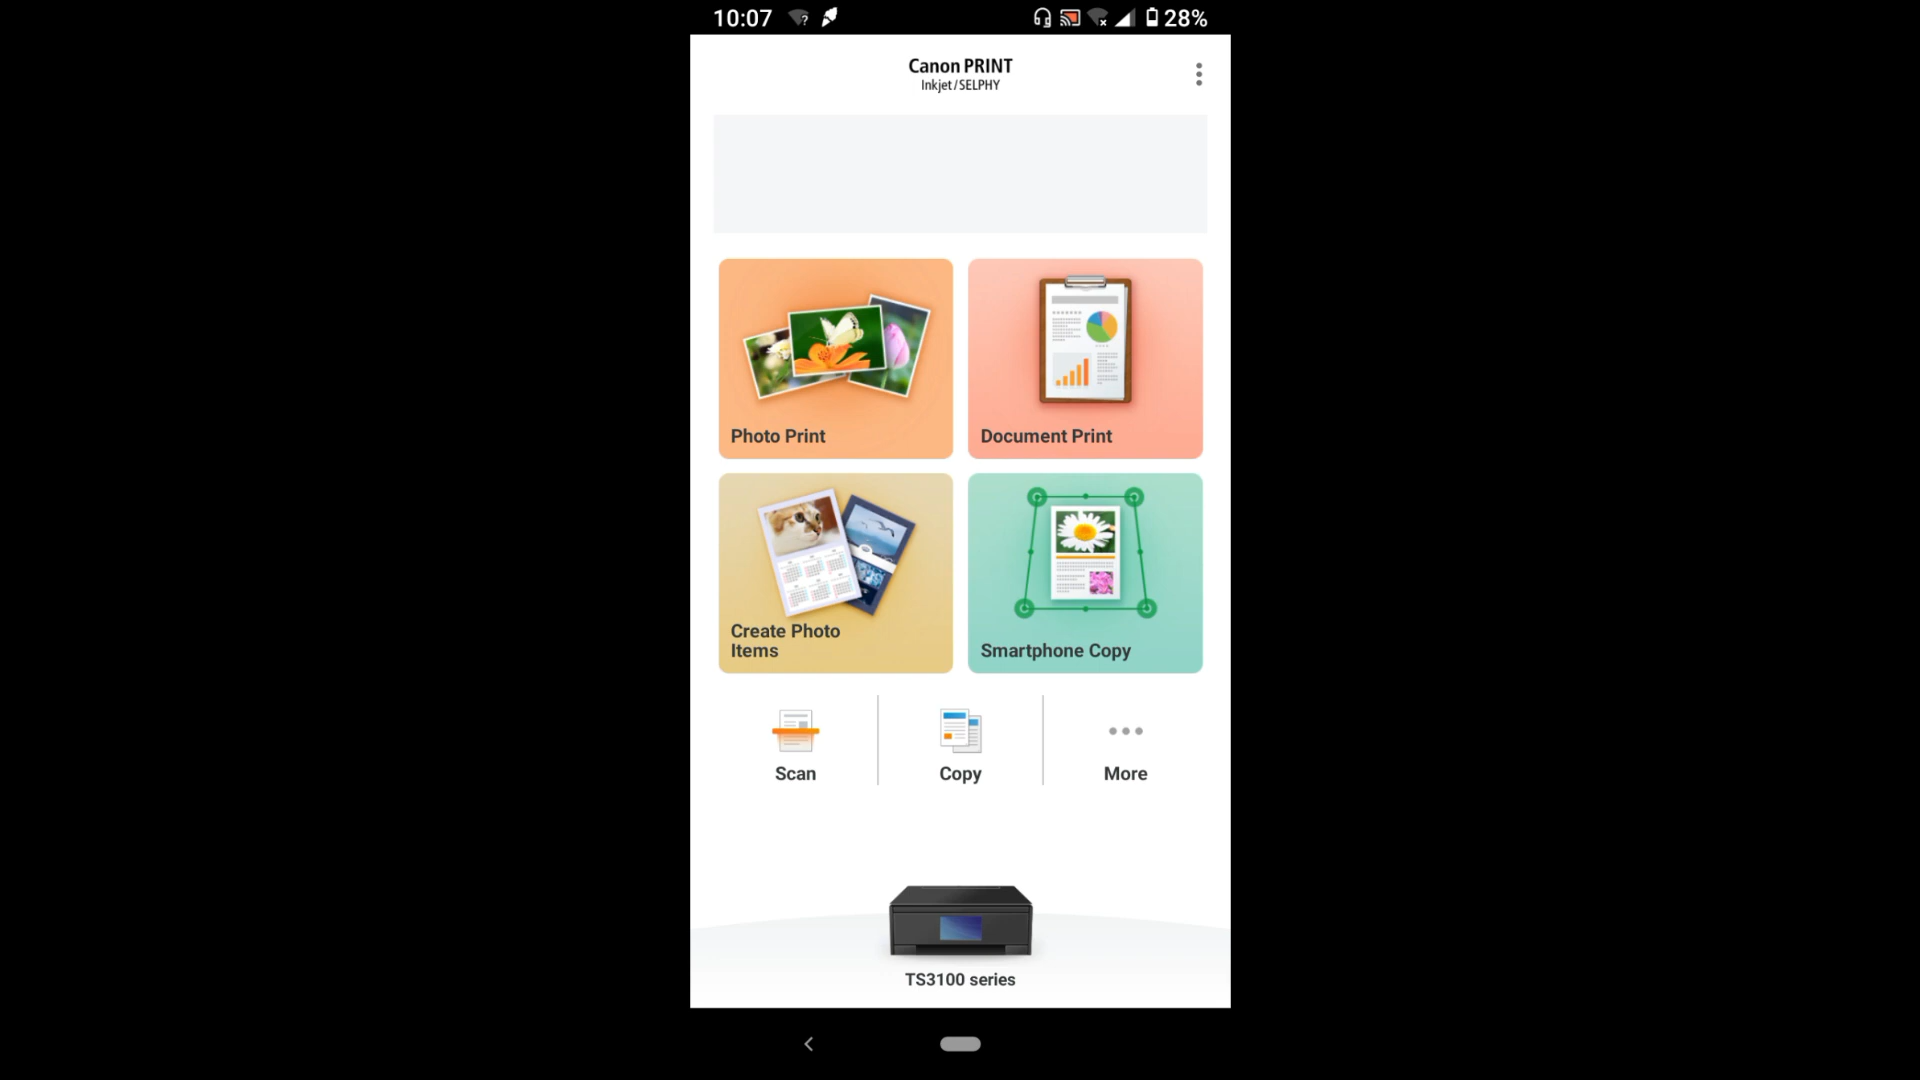 10:07
28%
Canon PRINT
Inkjet/SELPHY
Photo Print
Document Print
Create Photo
Items
Smartphone Copy
Scan
Copy
More
TS3100 series